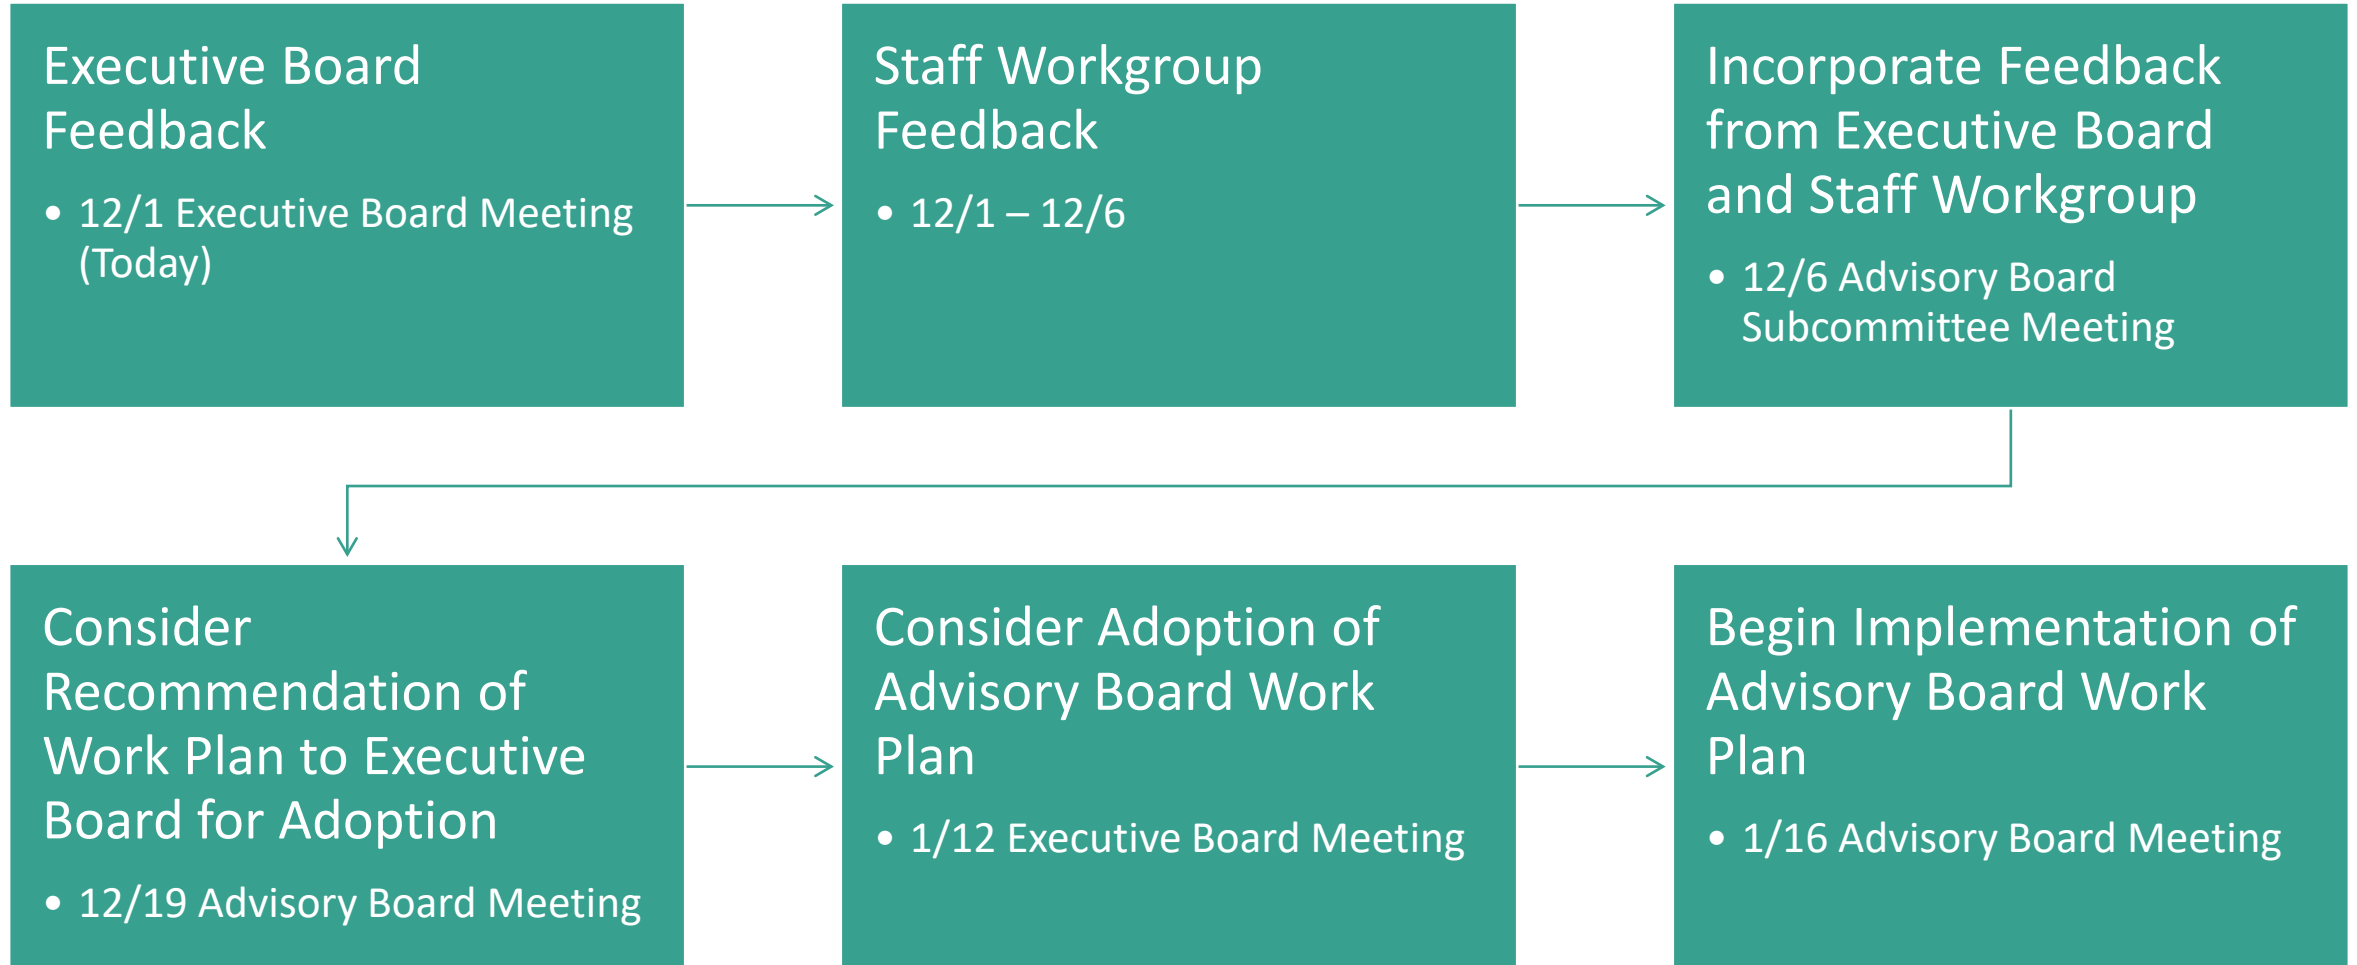 Executive Board
Feedback
• 12/1 Executive Board Meeting
(Today)
Staff Workgroup
Feedback
• 12/1 – 12/6
Incorporate Feedback
from Executive Board
and Staff Workgroup
• 12/6 Advisory Board
Subcommittee Meeting
Consider
Recommendation of
Work Plan to Executive
Board for Adoption
• 12/19 Advisory Board Meeting
Consider Adoption of
Advisory Board Work
Plan
• 1/12 Executive Board Meeting
Begin Implementation of
Advisory Board Work
Plan
• 1/16 Advisory Board Meeting